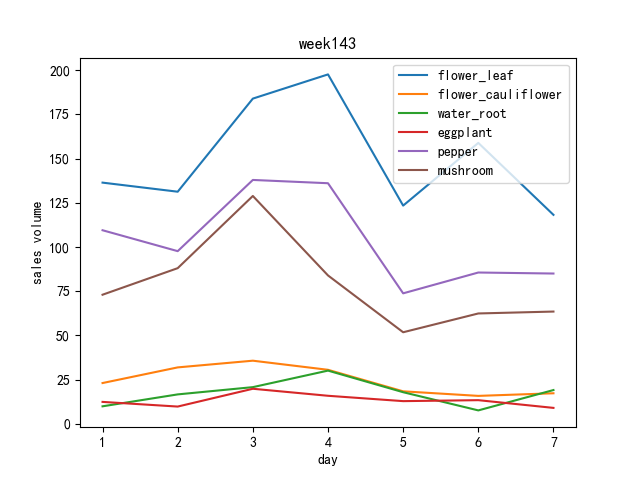 week143
flower_leaf
flower_cauliflower
water_root
eggplant
pepper
mushroom
sales volume
200
175
150
125
100
75
50
25
0
1 2 3 4 5 6 7
day